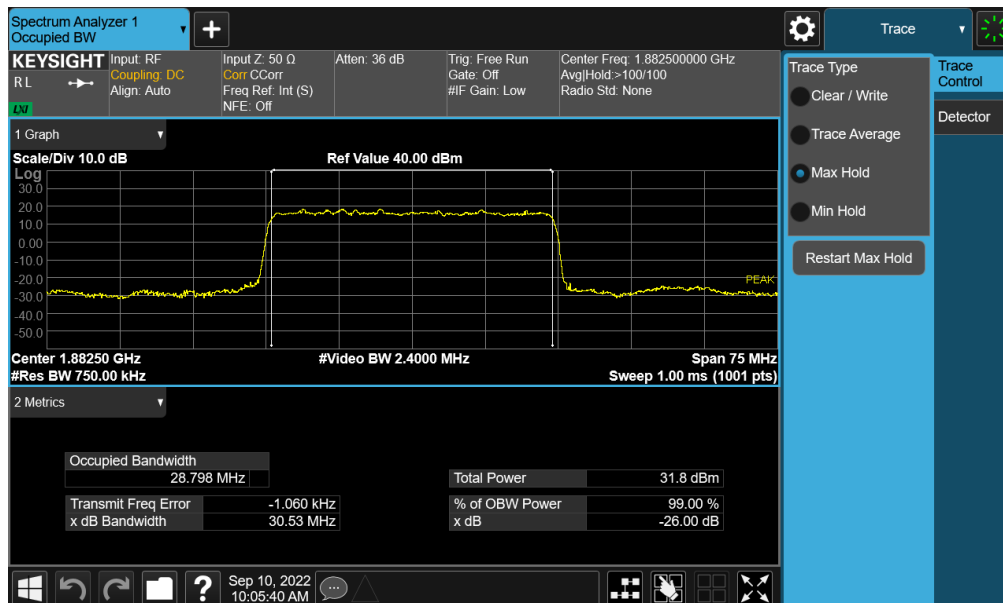 Spectrum Analyzer 1
Occupied BW
+
Trace
KEYSIGHT
Input: RF
Input Z: 50 Ω
Atten: 36 dB
Trig: Free Run
Center Freq: 1.882500000 GHz
R L
Coupling: DC
Corr CCorr
Gate: Off
Avg|Hold:>100/100
Align: Auto
Freq Ref: Int (S)
#IF Gain: Low
Radio Std: None
LXI
NFE: Off
1 Graph
Scale/Div 10.0 dB
Ref Value 40.00 dBm
Log
30.0
20.0
10.0
0.00
-10.0
-20.0
-30.0
-40.0
-50.0
PEAK
Center 1.88250 GHz
#Video BW 2.4000 MHz
Span 75 MHz
#Res BW 750.00 kHz
Sweep 1.00 ms (1001 pts)
2 Metrics
Occupied Bandwidth
28.798 MHz
Total Power
31.8 dBm
Transmit Freq Error
-1.060 kHz
% of OBW Power
99.00 %
x dB Bandwidth
30.53 MHz
x dB
-26.00 dB
?
Sep 10, 2022
10:05:40 AM
Trace Type
Clear / Write
Trace Average
Max Hold
Min Hold
Restart Max Hold
Trace
Control
Detector